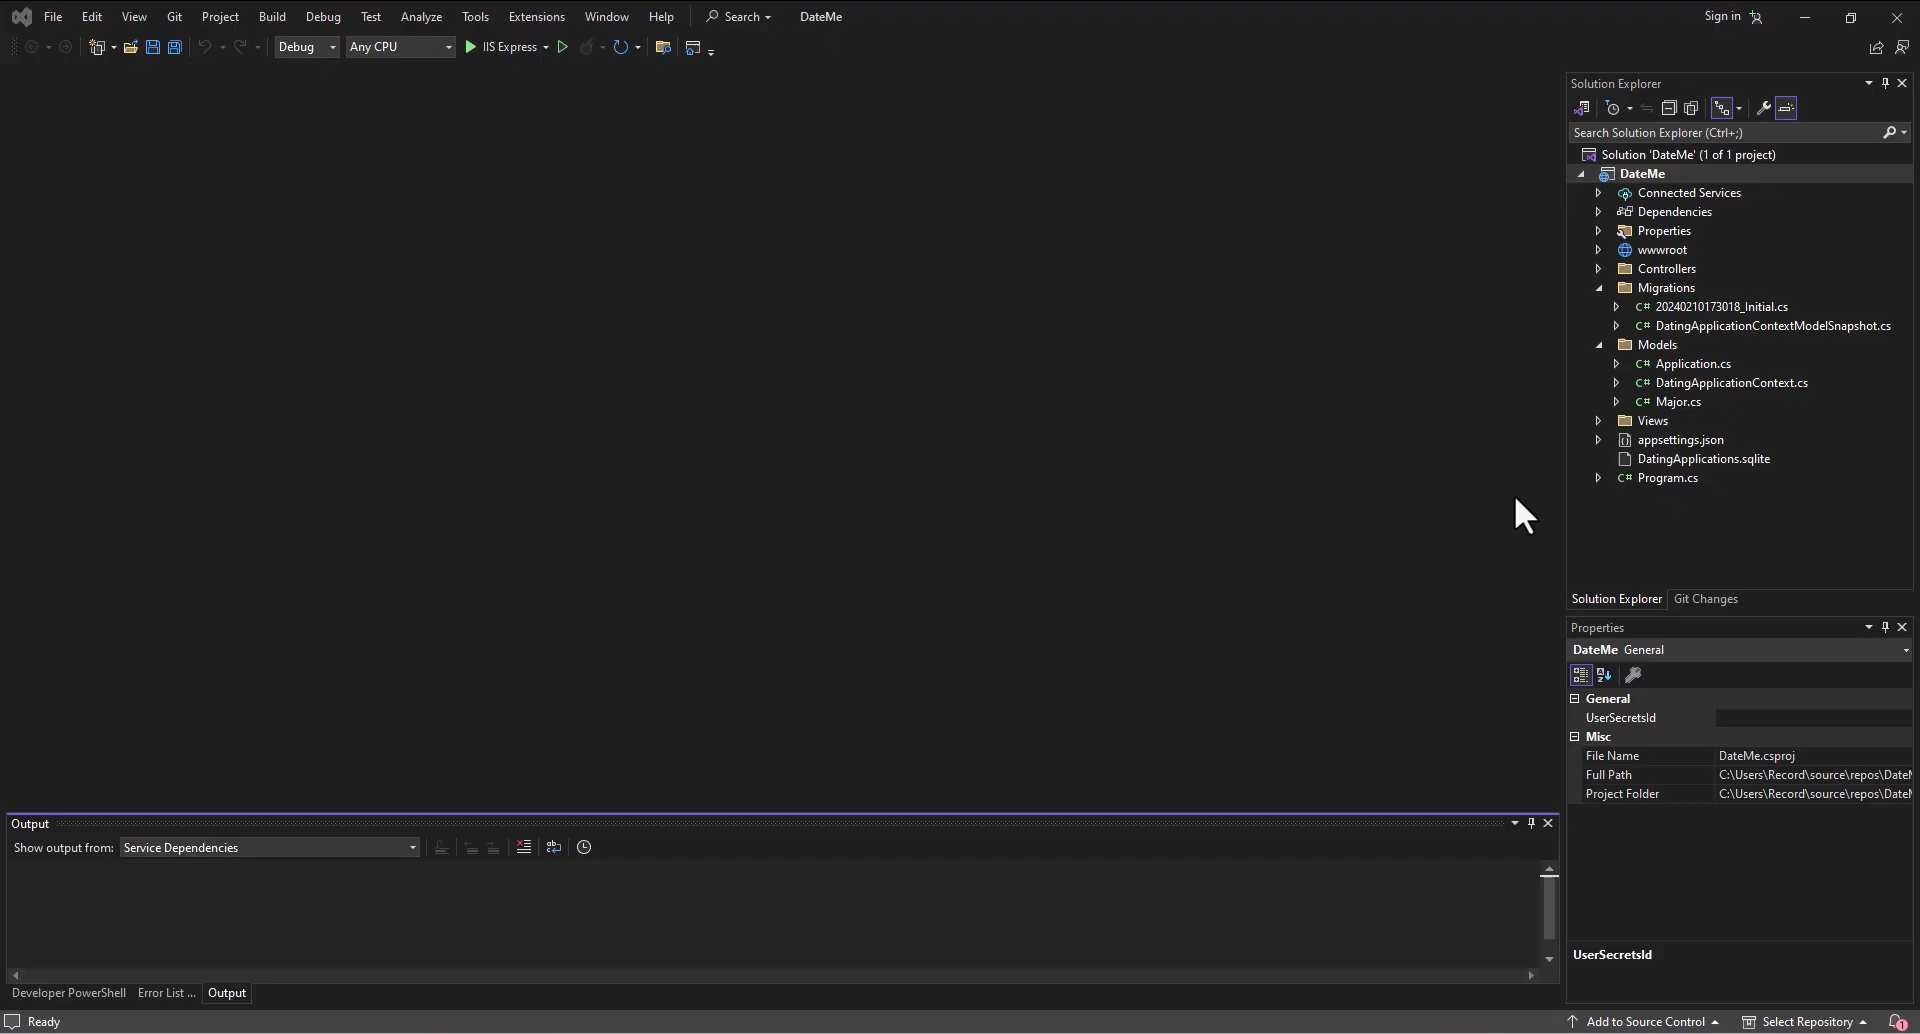 File Edit View Git Project Build Debug Test Analyze Tools Extensions Window Help Search DateMe Sign in
Debug Any CPU IIS Express
Solution Explorer
Search Solution Explorer (Ctrl+;)
Solution 'DateMe' (1 of 1 project)
DateMe
Connected Services
Dependencies
Properties
wwwroot
Controllers
Migrations
C# 20240210173018_Initial.cs
C# DatingApplicationContextModelSnapshot.cs
Models
C# Application.cs
C# DatingApplicationContext.cs
C# Major.cs
Views
appsettings.json
DatingApplications.sqlite
C# Program.cs
Solution Explorer Git Changes
Properties
DateMe General
General
UserSecretsId
Misc
File Name DateMe.csproj
Full Path C:\Users\Record\source\repos\DateM
Project Folder C:\Users\Record\source\repos\DateM
UserSecretsId
Output
Show output from: Service Dependencies
Developer PowerShell Error List ... Output
Ready Add to Source Control Select Repository 1